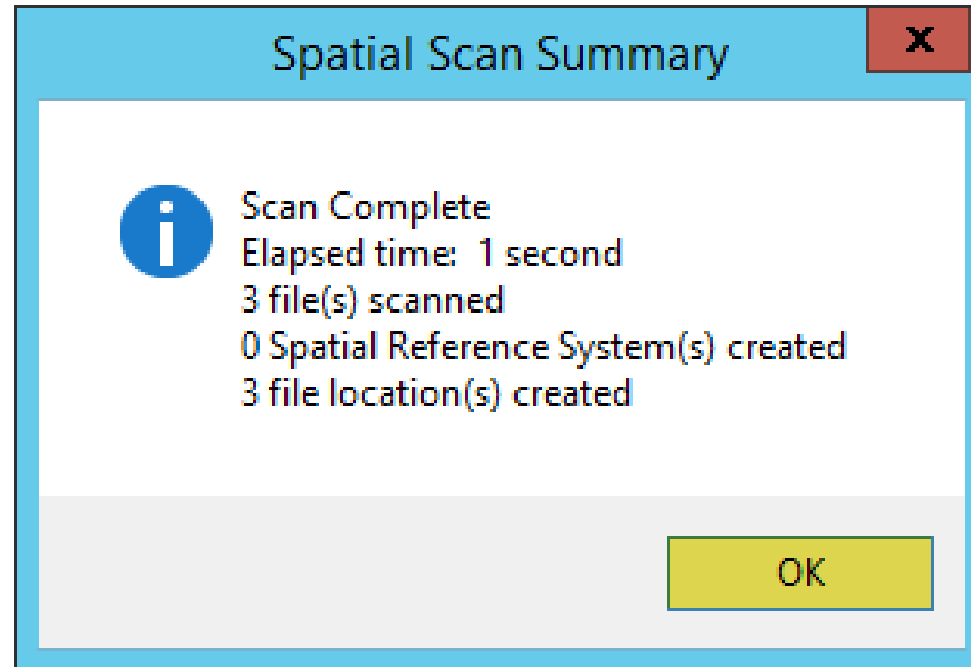 Spatial Scan Summary
x
Scan Complete
Elapsed time:  1 second
3 file(s) scanned
0 Spatial Reference System(s) created
3 file location(s) created
OK